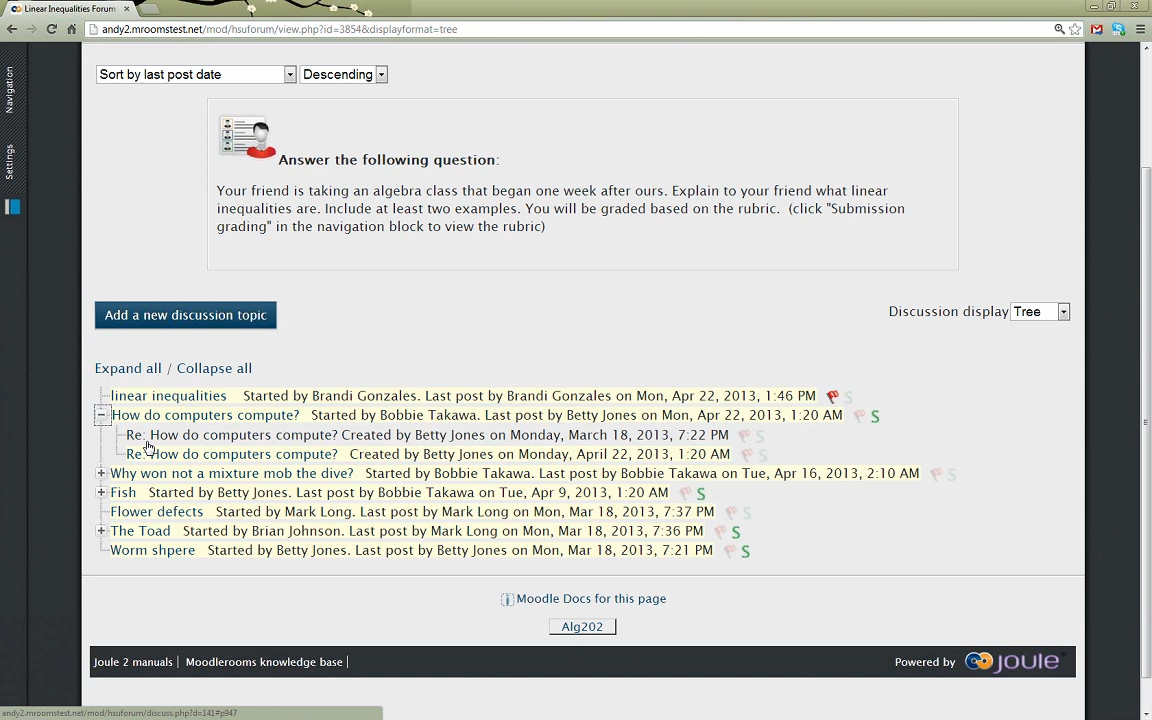 Linear Inequalities Forum
andy2.mroomstest.net/mod/hsuforum/view.php?id=3854&displayformat=tree
Navigation
Settings
Sort by last post date
Descending
Answer the following question:
Your friend is taking an algebra class that began one week after ours. Explain to your friend what linear
inequalities are. Include at least two examples. You will be graded based on the rubric. (click "Submission
grading" in the navigation block to view the rubric)
Add a new discussion topic
Discussion display Tree
Expand all / Collapse all
linear inequalities Started by Brandi Gonzales. Last post by Brandi Gonzales on Mon, Apr 22, 2013, 1:46 PM S
How do computers compute? Started by Bobbie Takawa. Last post by Betty Jones on Mon, Apr 22, 2013, 1:20 AM S
Re: How do computers compute? Created by Betty Jones on Monday, March 18, 2013, 7:22 PM S
Re: How do computers compute? Created by Betty Jones on Monday, April 22, 2013, 1:20 AM S
Why won not a mixture mob the dive? Started by Bobbie Takawa. Last post by Bobbie Takawa on Tue, Apr 16, 2013, 2:10 AM S
Fish Started by Betty Jones. Last post by Bobbie Takawa on Tue, Apr 9, 2013, 1:20 AM S
Flower defects Started by Mark Long. Last post by Mark Long on Mon, Mar 18, 2013, 7:37 PM S
The Toad Started by Brian Johnson. Last post by Mark Long on Mon, Mar 18, 2013, 7:36 PM S
Worm shpere Started by Betty Jones. Last post by Betty Jones on Mon, Mar 18, 2013, 7:21 PM S
Moodle Docs for this page
Alg202
Joule 2 manuals | Moodlerooms knowledge base |
Powered by joule
andy2.mroomstest.net/mod/hsuforum/discuss.php?d=141#p947